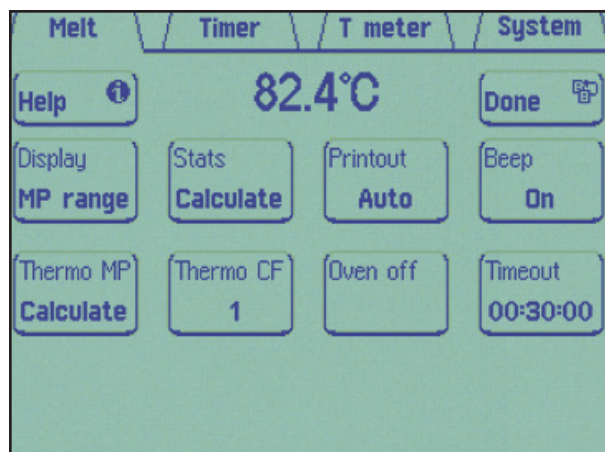 Melt Timer T meter System
Help 82.4°C Done
Display Stats Printout Beep
MP range Calculate Auto On
Thermo MP Thermo CF Oven off Timeout
Calculate 1 00:30:00